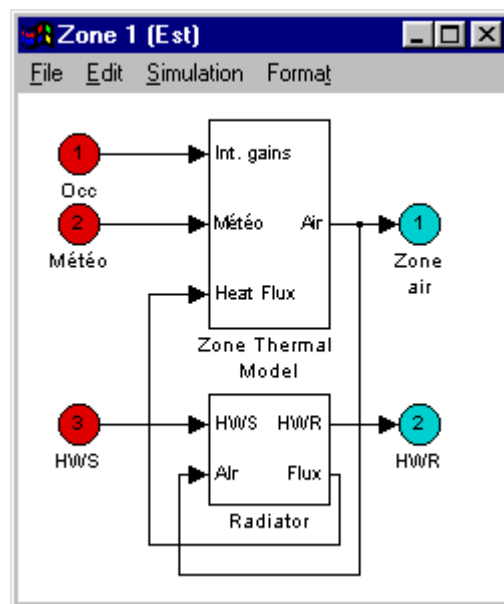 Zone 1 (Est)
File Edit Simulation Format
1
Occ
2
Météo
Int. gains
Météo Air
Heat Flux
Zone Thermal
Model
1
Zone
air
3
HWS
HWS HWR
AIr Flux
Radiator
2
HWR